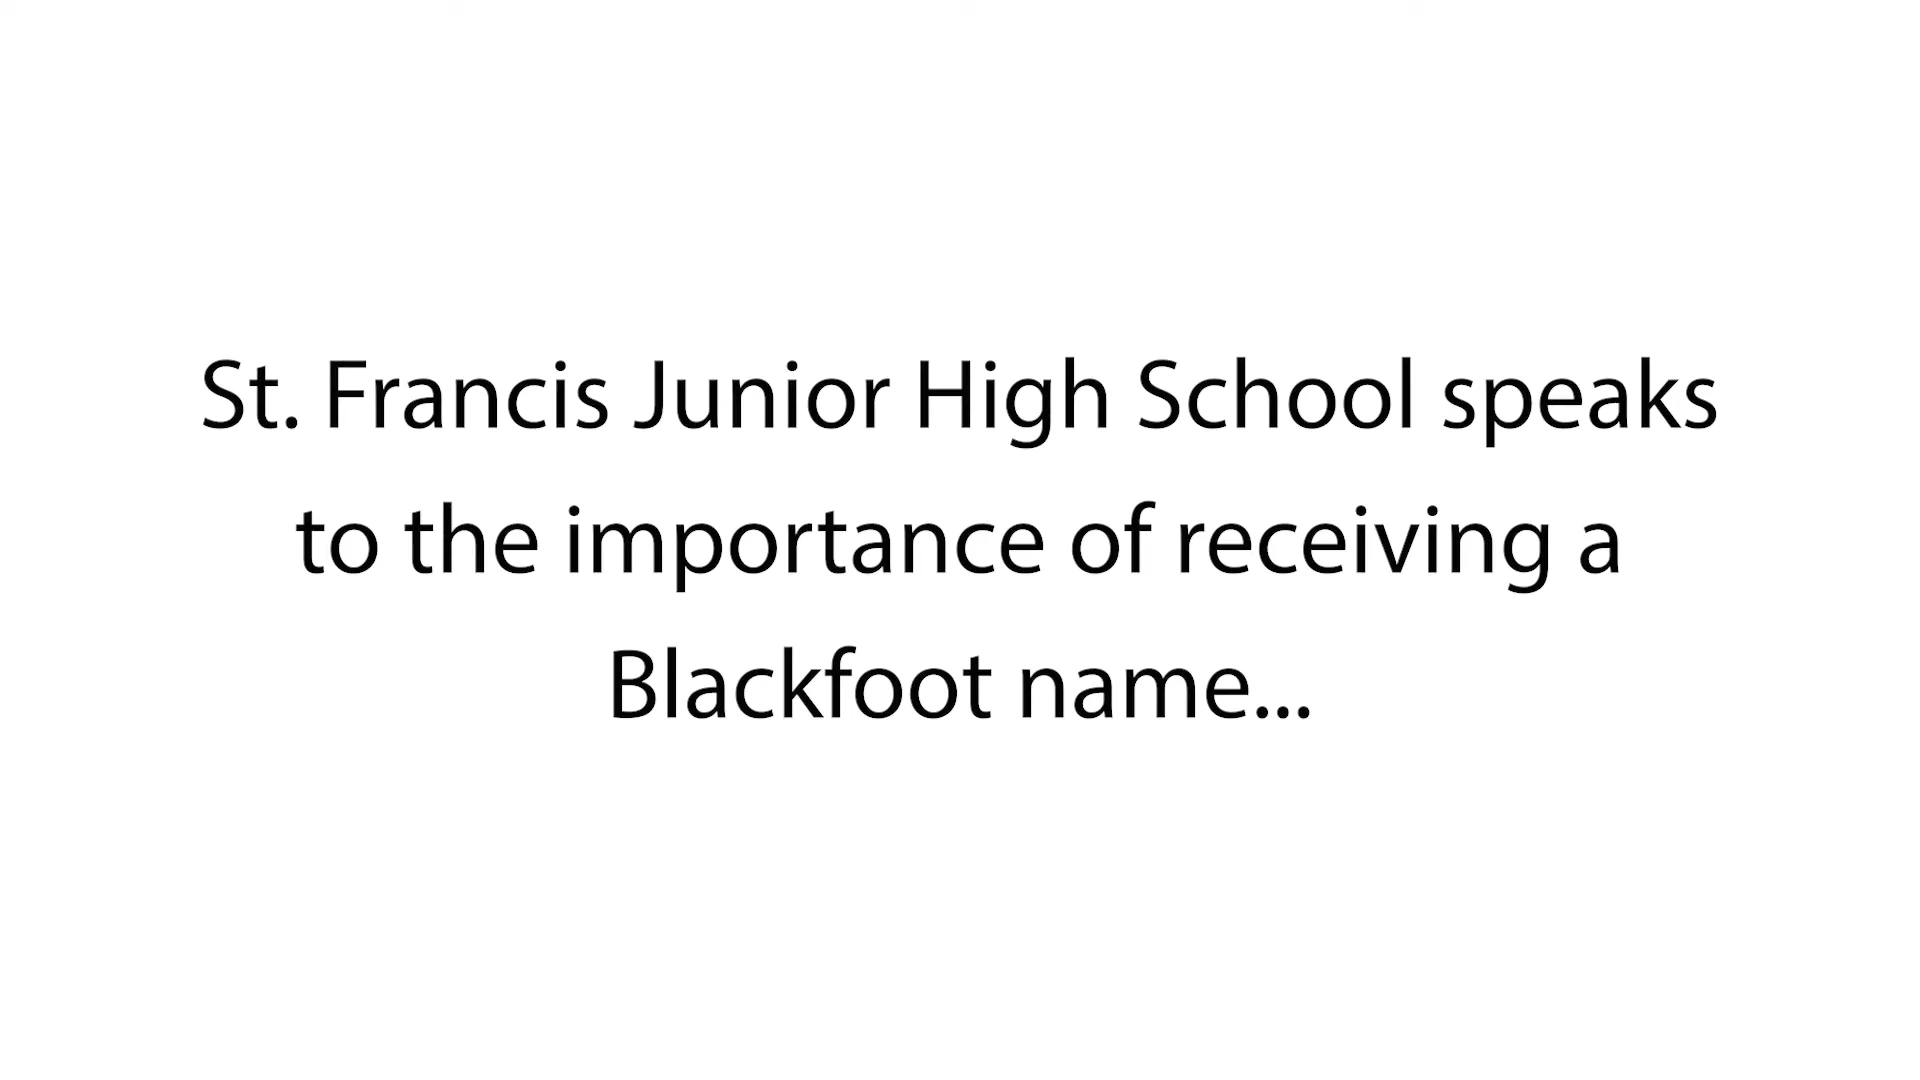 St. Francis Junior High School speaks
to the importance of receiving a
Blackfoot name...